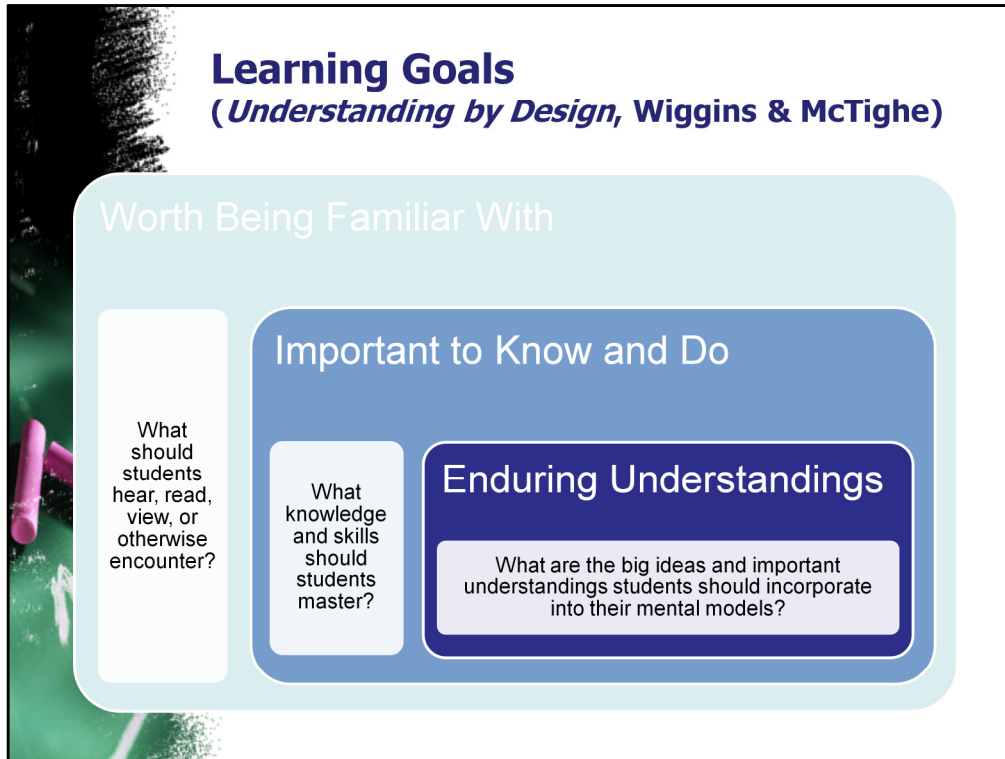 Learning Goals
(Understanding by Design, Wiggins & McTighe)
Worth Being Familiar With
What
should
students
hear, read,
view, or
otherwise
encounter?
Important to Know and Do
What
knowledge
and skills
should
students
master?
Enduring Understandings
What are the big ideas and important
understandings students should incorporate
into their mental models?